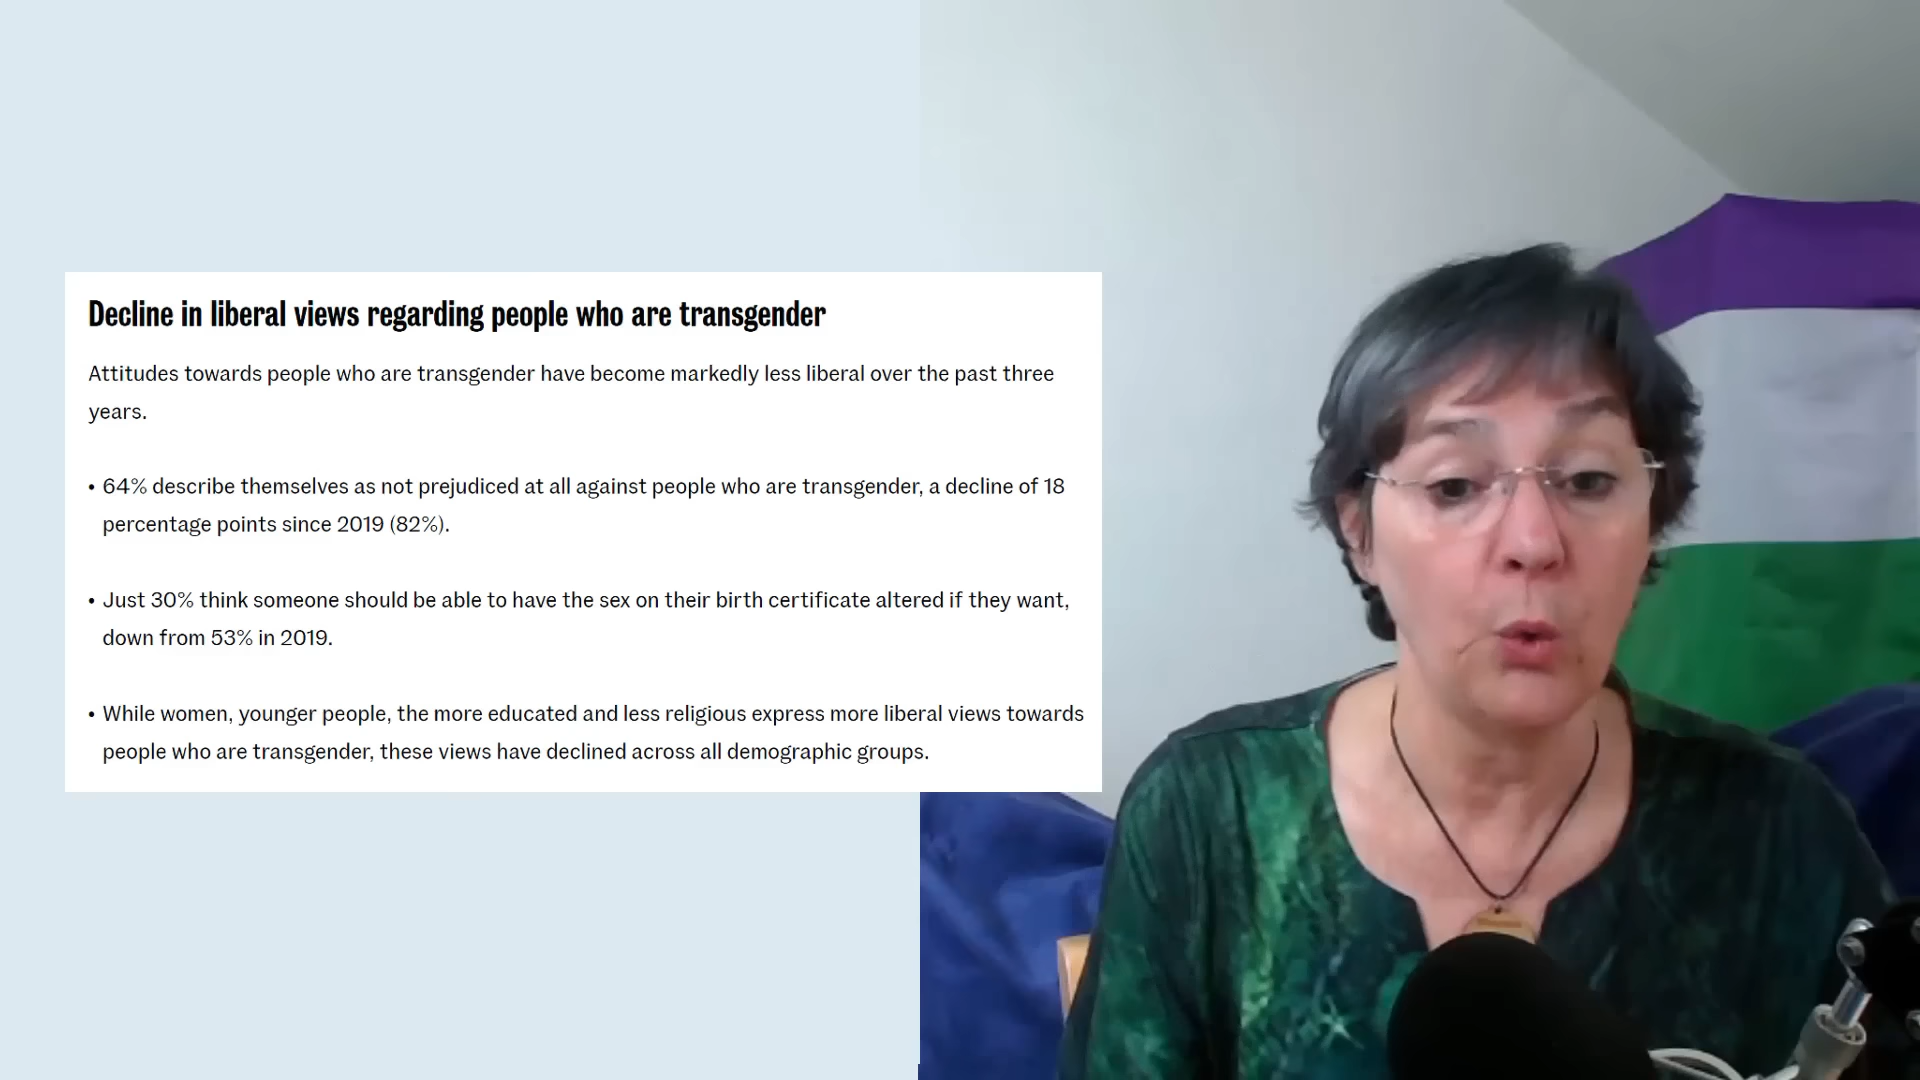 Decline in liberal views regarding people who are transgender
Attitudes towards people who are transgender have become markedly less liberal over the past three
years.
• 64% describe themselves as not prejudiced at all against people who are transgender, a decline of 18
percentage points since 2019 (82%).
• Just 30% think someone should be able to have the sex on their birth certificate altered if they want,
down from 53% in 2019.
• While women, younger people, the more educated and less religious express more liberal views towards
people who are transgender, these views have declined across all demographic groups.